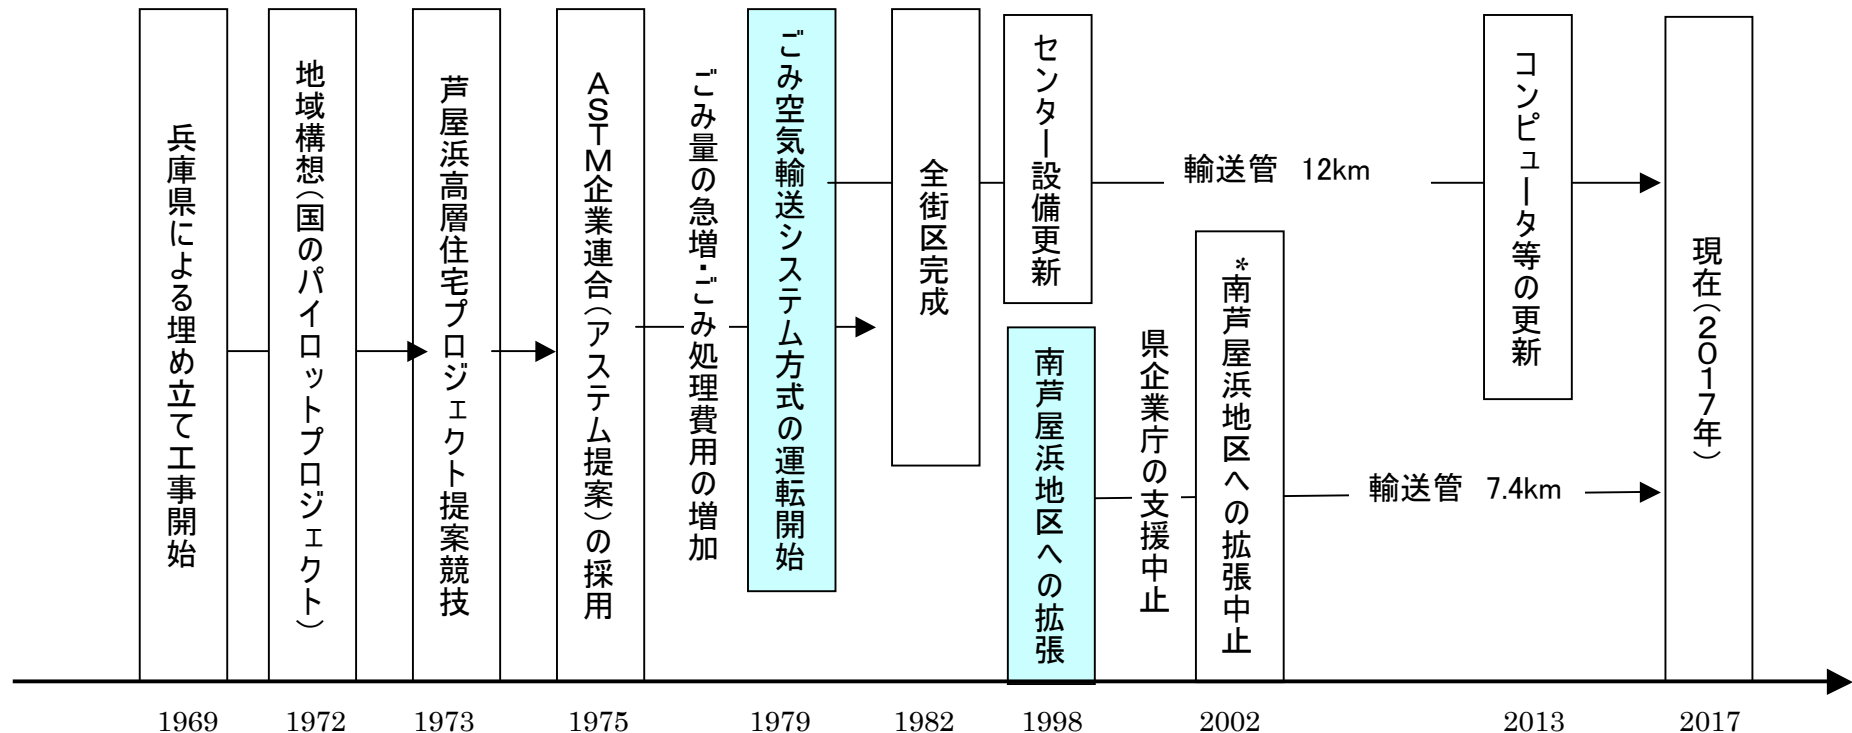 兵庫県による埋め立て工事開始
地域構想(国のパイロットプロジェクト)
芦屋浜高層住宅プロジェクト提案競技
ASTM企業連合(アステム提案)の採用
ごみ量の急増・ごみ処理費用の増加
ごみ空気輸送システム方式の運転開始
全街区完成
センター設備更新
輸送管 12km
コンピュータ等の更新
現在(2017年)
南芦屋浜地区への拡張
県企業庁の支援中止
*南芦屋浜地区への拡張中止
輸送管 7.4km
1969 1972 1973 1975 1979 1982 1998 2002 2013 2017